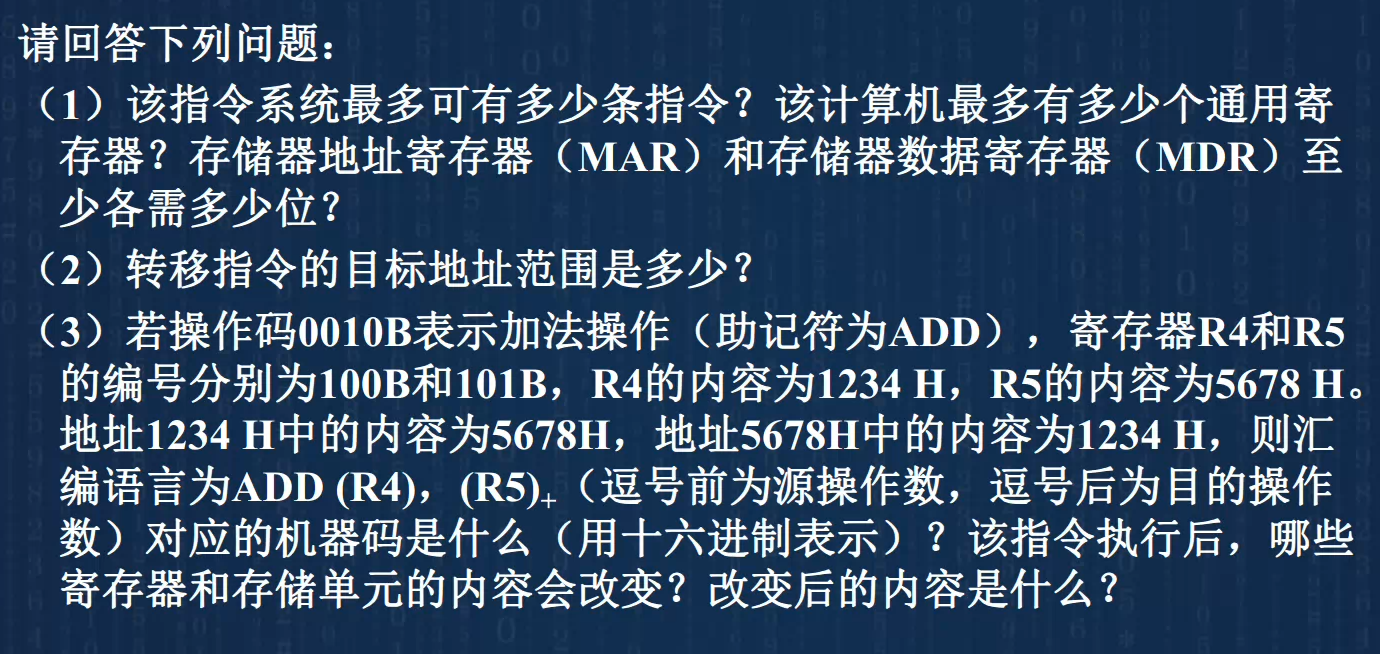 请回答下列问题：
（1）该指令系统最多可有多少条指令？该计算机最多有多少个通用寄
存器？存储器地址寄存器（MAR）和存储器数据寄存器（MDR）至
少各需多少位？
（2）转移指令的目标地址范围是多少？
（3）若操作码0010B表示加法操作（助记符为ADD），寄存器R4和R5
的编号分别为100B和101B，R4的内容为1234 H，R5的内容为5678 H。
地址1234 H中的内容为5678H，地址5678H中的内容为1234 H，则汇
编语言为ADD (R4)，(R5)+（逗号前为源操作数，逗号后为目的操作
数）对应的机器码是什么（用十六进制表示）？该指令执行后，哪些
寄存器和存储单元的内容会改变？改变后的内容是什么？